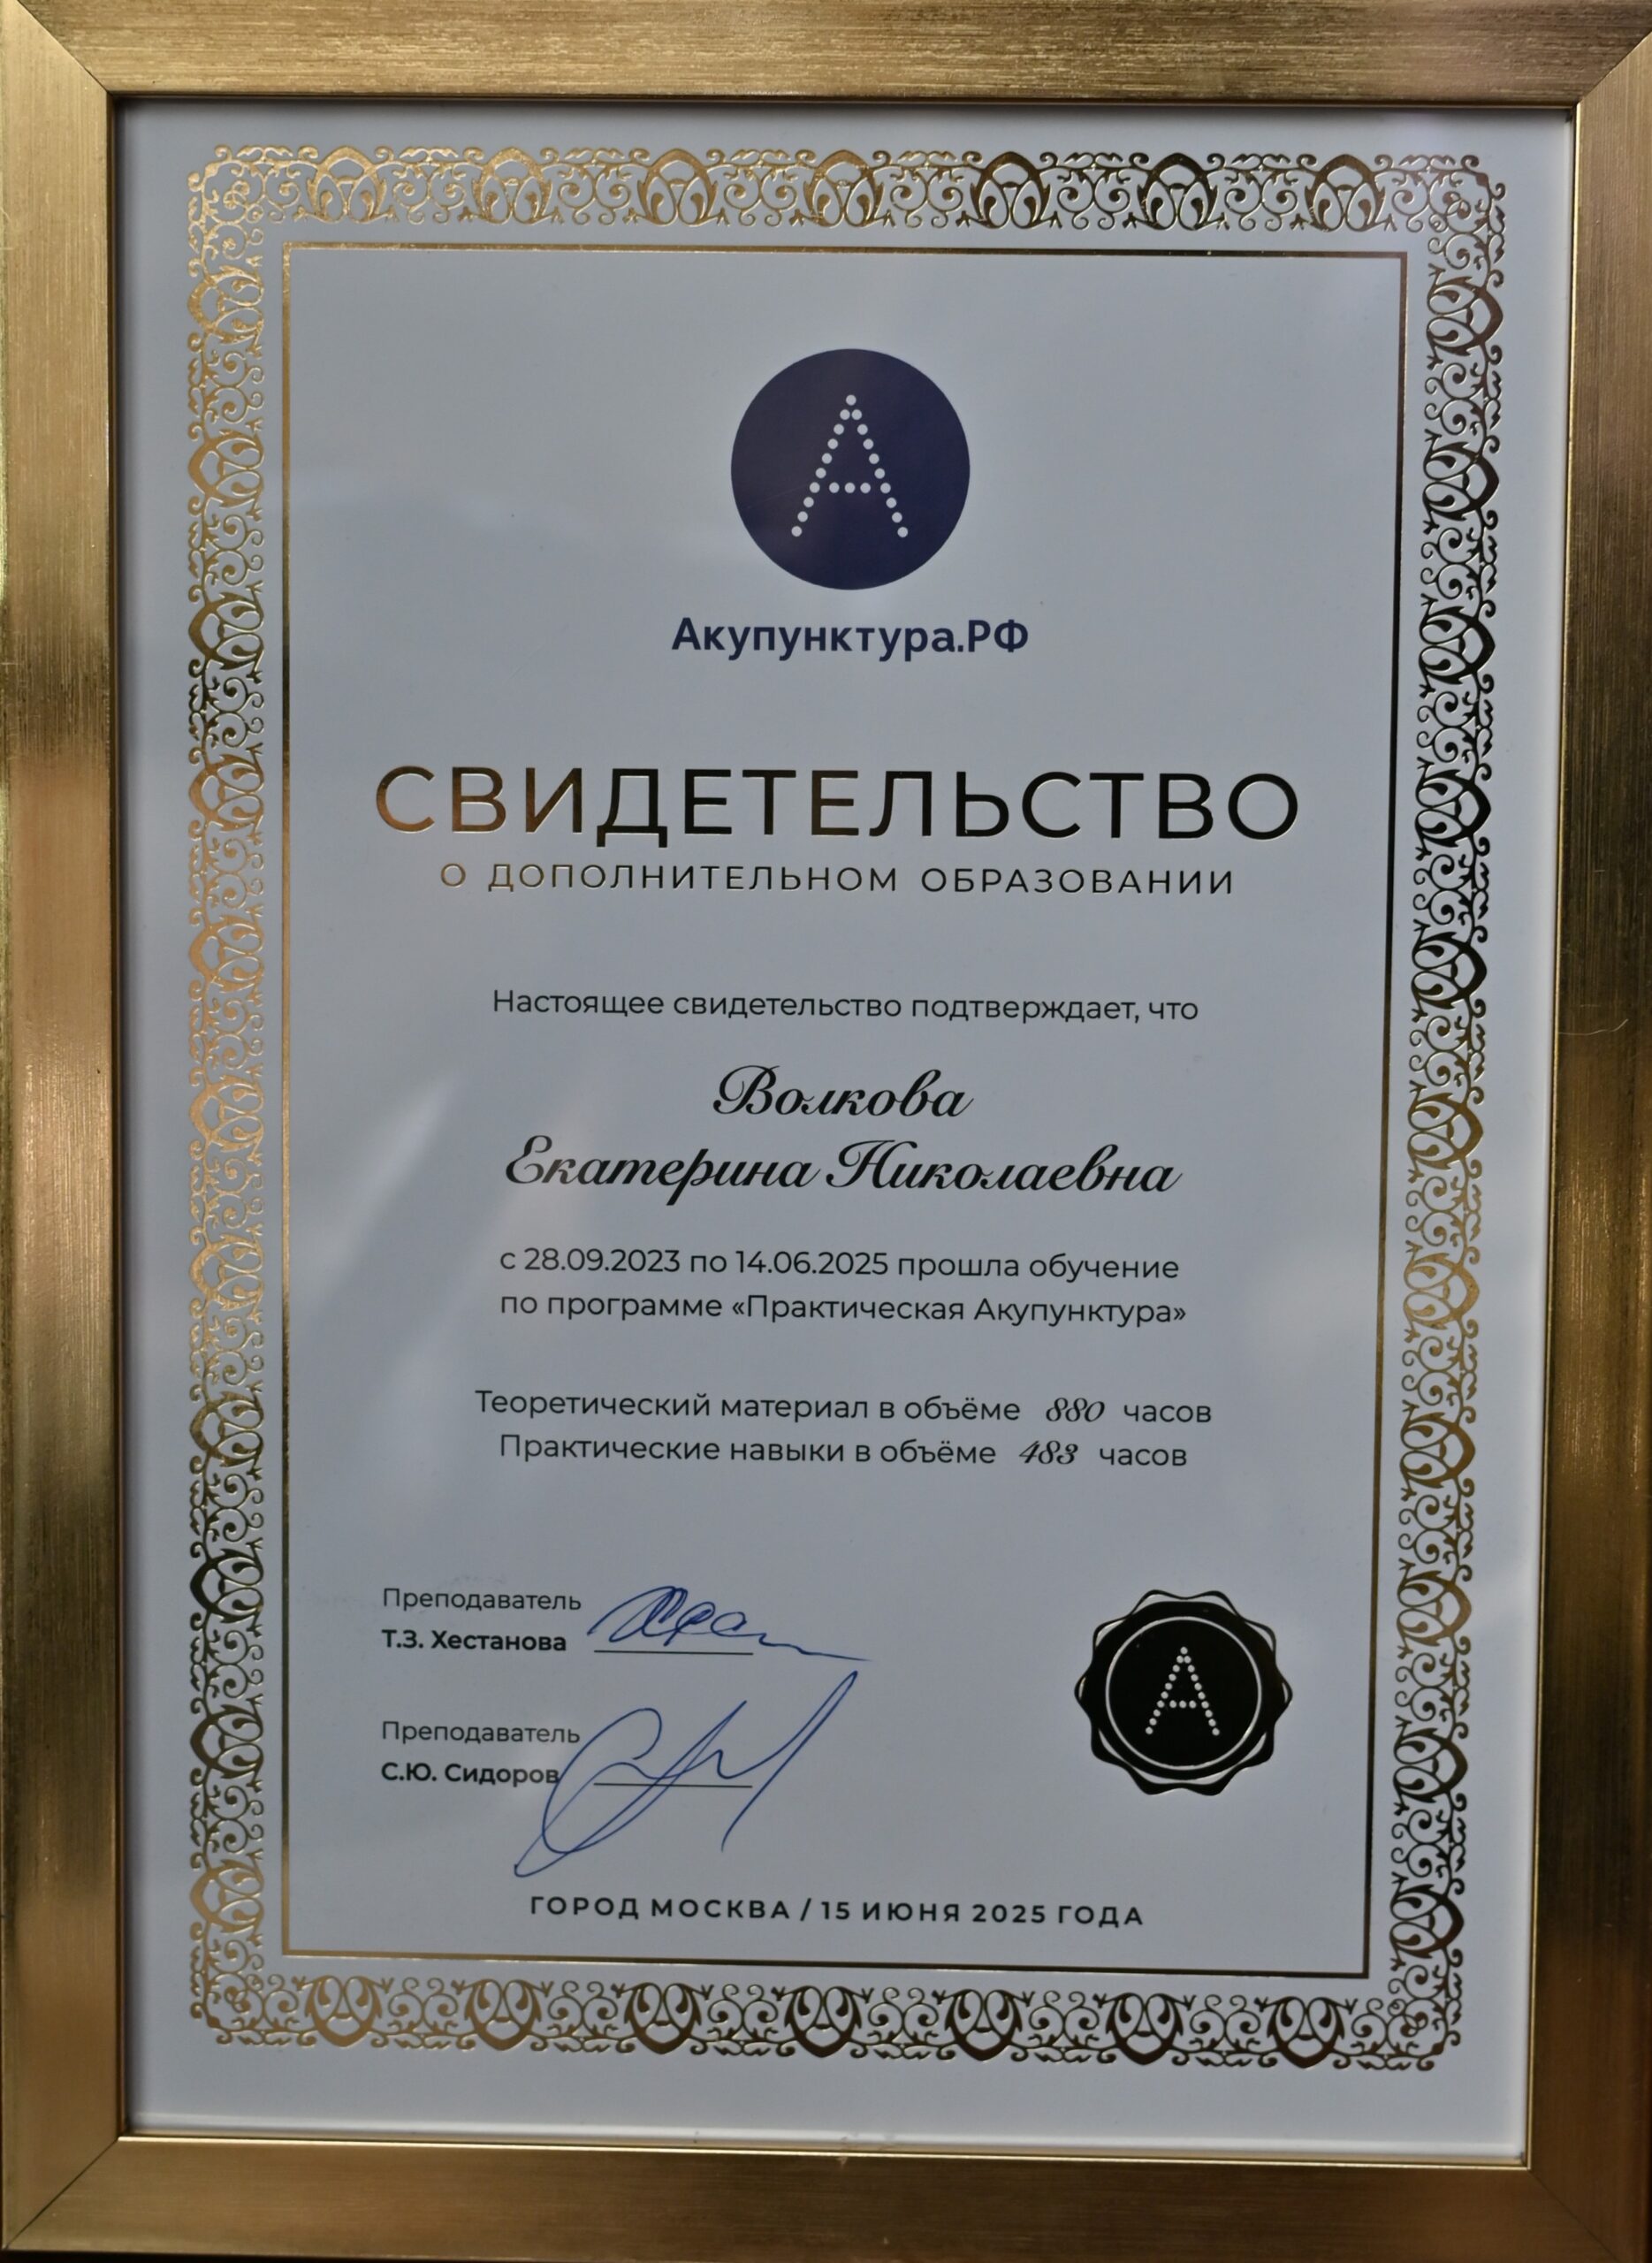 Акупунктура.РФ
СВИДЕТЕЛЬСТВО
О ДОПОЛНИТЕЛЬНОМ ОБРАЗОВАНИИ
Настоящее свидетельство подтверждает, что
Волкова
Екатерина Николаевна
с 28.09.2023 по 14.06.2025 прошла обучение
по программе «Практическая Акупунктура»
Теоретический материал в объёме 880 часов
Практические навыки в объёме 483 часов
Преподаватель
Т.З. Хестанова
Преподаватель
С.Ю. Сидоров
ГОРОД МОСКВА / 15 ИЮНЯ 2025 ГОДА